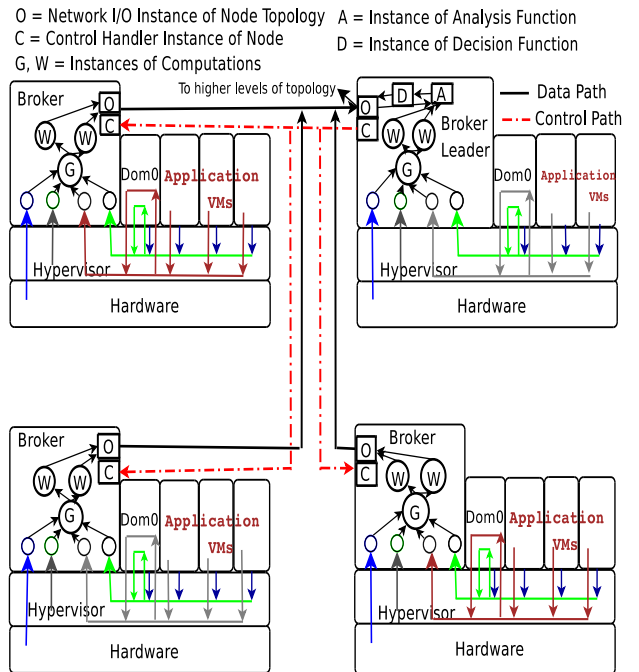 O = Network I/O Instance of Node Topology
A = Instance of Analysis Function
C = Control Handler Instance of Node
D = Instance of Decision Function
G, W = Instances of Computations
To higher levels of topology
Broker
O
C
W
W
G
Dom0
Application
VMs
Hypervisor
Hardware
O
D
A
C
W
W
Broker
Leader
G
Dom0
Application
VMs
Hypervisor
Hardware
Data Path
Control Path
Broker
O
C
W
W
G
Dom0
Application
VMs
Hypervisor
Hardware
O
Broker
C
W
W
G
Dom0
Application
VMs
Hypervisor
Hardware